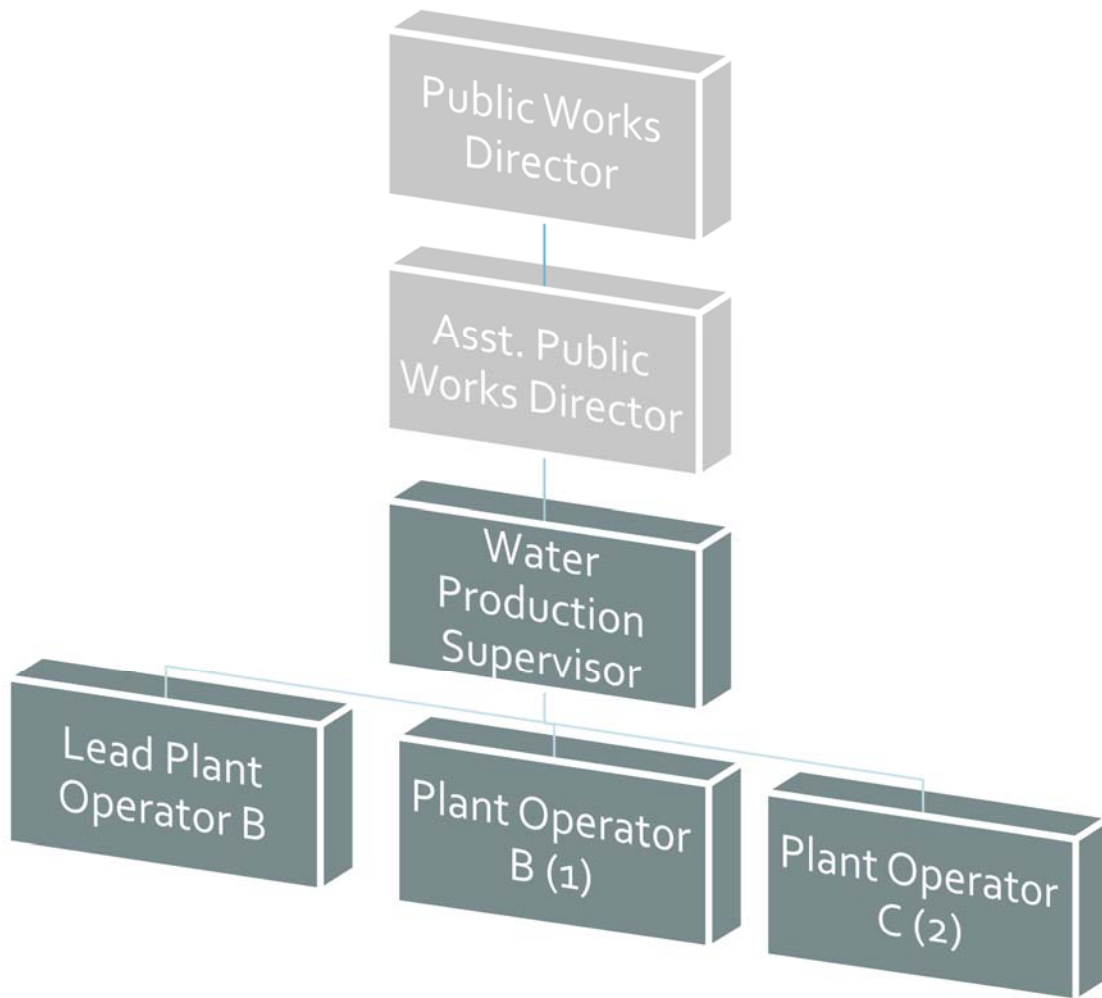 Public Works
Director
Asst. Public
Works Director
Water
Production
Supervisor
Lead Plant
Operator B
Plant Operator
B (1)
Plant Operator
C (2)